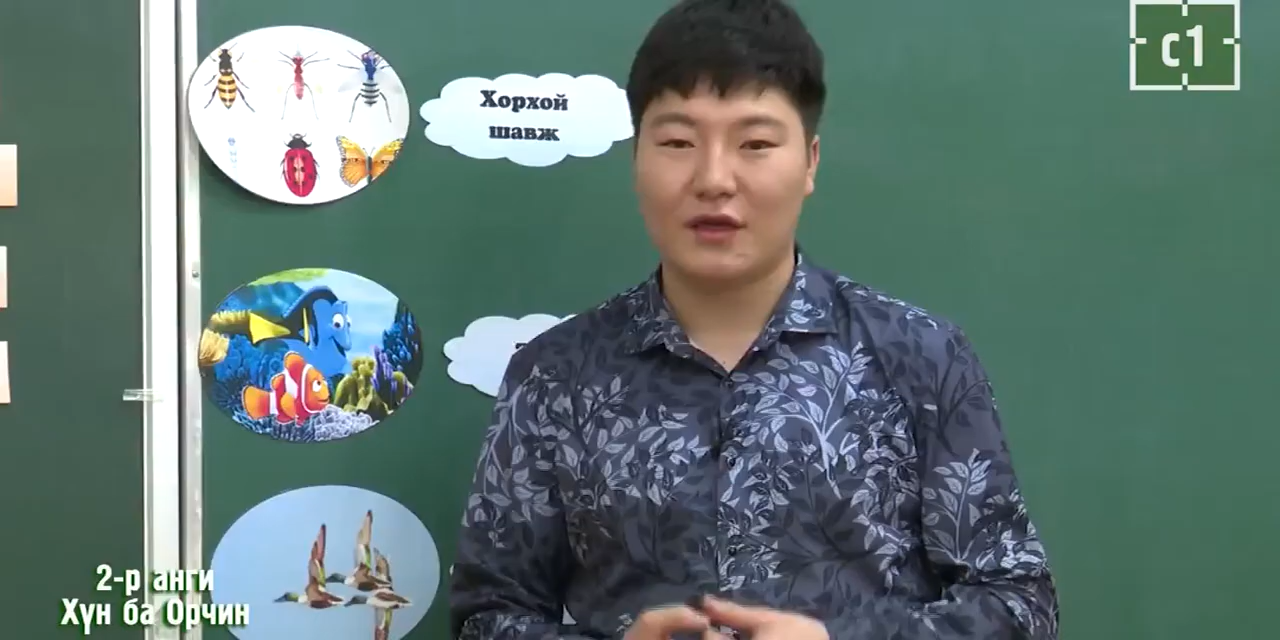 с1
Хорхой
шавж
2-р анги
Хүн ба Орчин